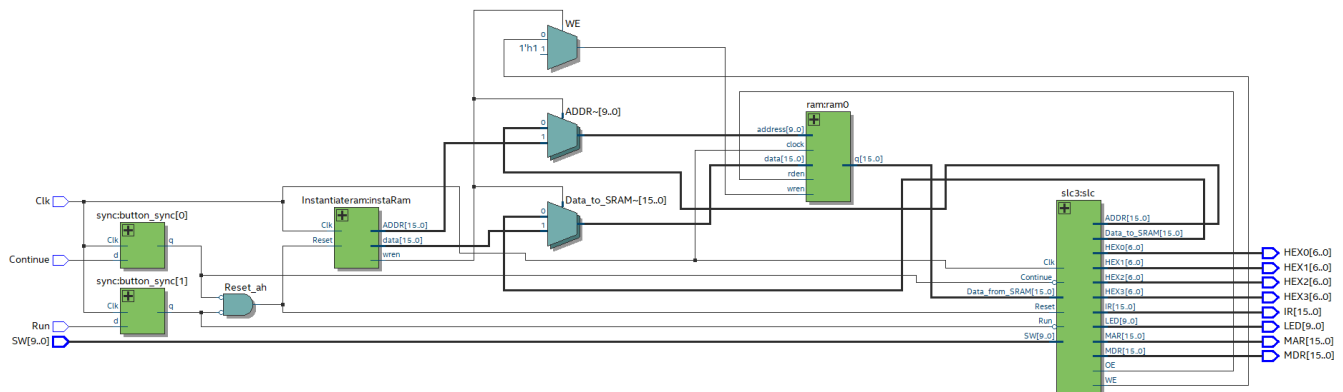 WE
0
1'h1 1
ADDR~[9..0]
0
1
ram:ram0
address[9..0]
clock
data[15..0]
q[15..0]
rden
wren
slc3:slc
Clk
sync:button_sync[0]
Clk
q
d
Continue
sync:button_sync[1]
Clk
q
d
Run
SW[9..0]
Reset_ah
Instantiateram:instaRam
Clk
ADDR[15..0]
Reset
data[15..0]
wren
Data_to_SRAM~[15..0]
0
1
ADDR[15..0]
Data_to_SRAM[15..0]
HEX0[6..0]
Clk
HEX1[6..0]
Continue
HEX2[6..0]
Data_from_SRAM[15..0]
HEX3[6..0]
Reset
IR[15..0]
Run
LED[9..0]
SW[9..0]
MAR[15..0]
MDR[15..0]
OE
WE
HEX0[6..0]
HEX1[6..0]
HEX2[6..0]
HEX3[6..0]
IR[15..0]
LED[9..0]
MAR[15..0]
MDR[15..0]